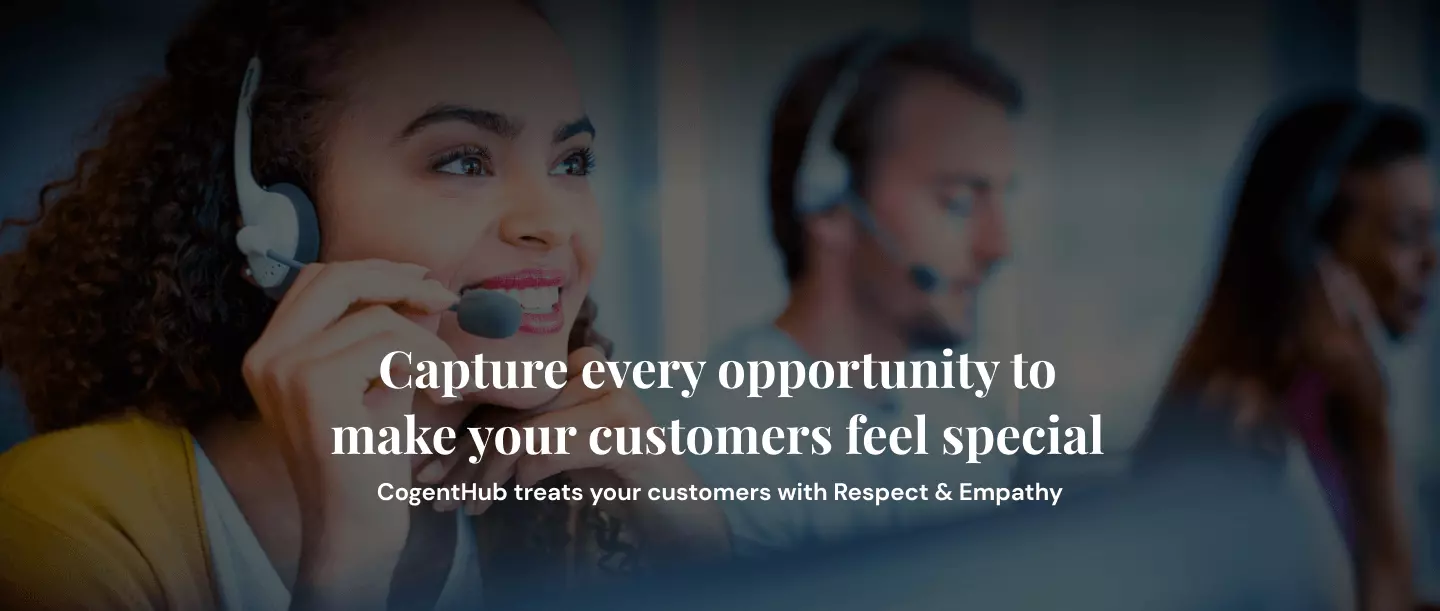 Capture every opportunity to
make your customers feel special
CogentHub treats your customers with Respect & Empathy